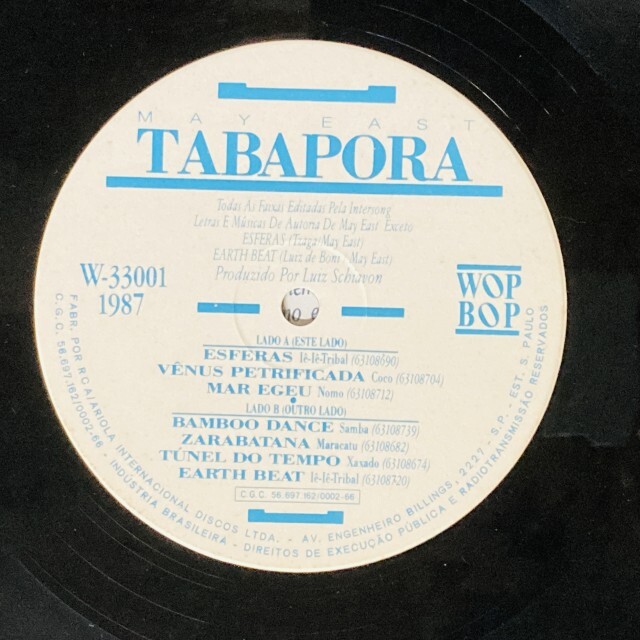 MAY EAST
TABAPORA
Todas As Faixas Editadas Pela Intersong
Letras E Músicas De Autoria De May East Exceto
ESFERAS (Traga-May East)
EARTH BEAT (Luiz de Boni - May East)
Produzido Por Luiz Schiavon
W-33001
1987
WOP
BOP
LADO A (ESTE LADO)
ESFERAS Iê-Iê-Tribal (63108690)
VÊNUS PETRIFICADA Coco (63108704)
MAR EGEU Nomo (63108712)
LADO B (OUTRO LADO)
BAMBOO DANCE Samba (63108739)
ZARABATANA Maracatu (63108682)
TÚNEL DO TEMPO Xaxado (63108674)
EARTH BEAT Iê-Iê-Tribal (63108720)
C.G.C. 56.697.162/0002-66
FABR. POR RCA/ARIOLA INTERNACIONAL DISCOS LTDA. - AV. ENGENHEIRO BILLINGS, 2227 - S.P. - EST. S. PAULO
C.G.C. 56.697.162/0002-66 - INDÚSTRIA BRASILEIRA - DIREITOS DE EXECUÇÃO PÚBLICA E RADIOTRANSMISSÃO RESERVADOS